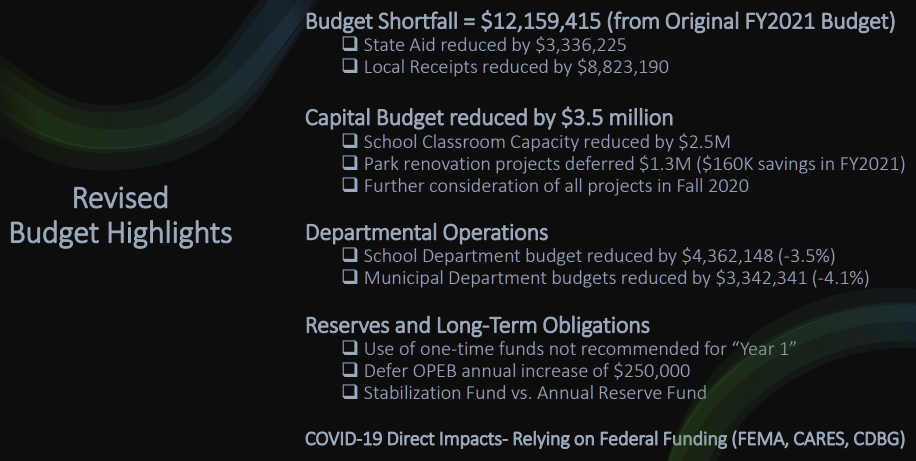 Revised
Budget Highlights
Budget Shortfall = $12,159,415 (from Original FY2021 Budget)
❑ State Aid reduced by $3,336,225
❑ Local Receipts reduced by $8,823,190
Capital Budget reduced by $3.5 million
❑ School Classroom Capacity reduced by $2.5M
❑ Park renovation projects deferred $1.3M ($160K savings in FY2021)
❑ Further consideration of all projects in Fall 2020
Departmental Operations
❑ School Department budget reduced by $4,362,148 (-3.5%)
❑ Municipal Department budgets reduced by $3,342,341 (-4.1%)
Reserves and Long-Term Obligations
❑ Use of one-time funds not recommended for “Year 1”
❑ Defer OPEB annual increase of $250,000
❑ Stabilization Fund vs. Annual Reserve Fund
COVID-19 Direct Impacts- Relying on Federal Funding (FEMA, CARES, CDBG)